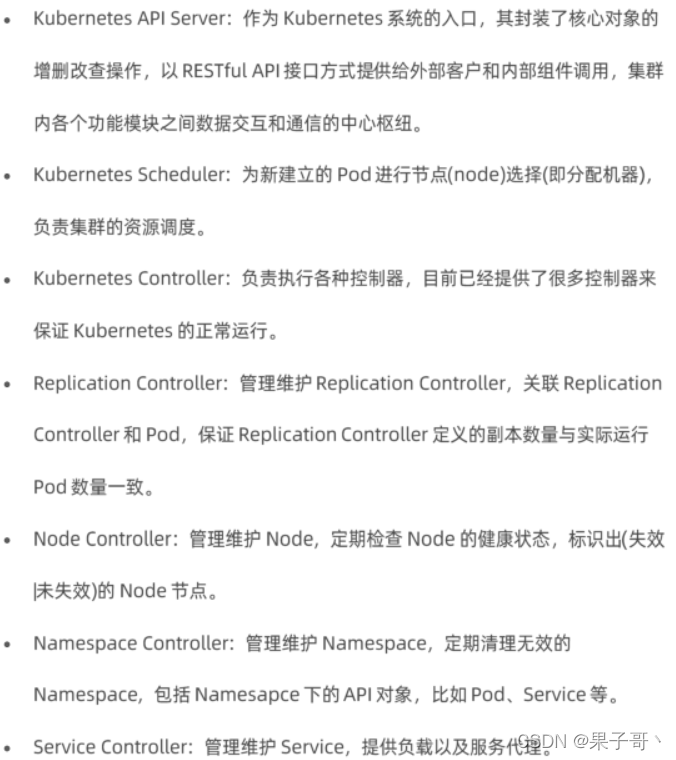 • Kubernetes API Server：作为 Kubernetes 系统的入口，其封装了核心对象的
增删改查操作，以 RESTful API 接口方式提供给外部客户和内部组件调用，集群
内各个功能模块之间数据交互和通信的中心枢纽。
• Kubernetes Scheduler：为新建立的 Pod 进行节点(node)选择(即分配机器)，
负责集群的资源调度。
• Kubernetes Controller：负责执行各种控制器，目前已经提供了很多控制器来
保证 Kubernetes 的正常运行。
• Replication Controller：管理维护 Replication Controller，关联 Replication
Controller 和 Pod，保证 Replication Controller 定义的副本数量与实际运行
Pod 数量一致。
• Node Controller：管理维护 Node，定期检查 Node 的健康状态，标识出(失效
|未失效)的 Node 节点。
• Namespace Controller：管理维护 Namespace，定期清理无效的
Namespace，包括 Namesapce 下的 API 对象，比如 Pod、Service 等。
• Service Controller：管理维护 Service，提供负载以及服务代理。
CSDN @果子哥丶